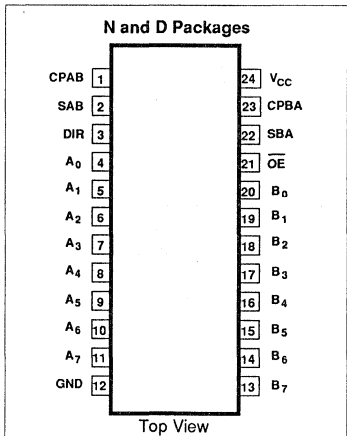 N and D Packages
CPAB 1 24 VCC
SAB 2 23 CPBA
DIR 3 22 SBA
A0 4 21 OE
A1 5 20 B0
A2 6 19 B1
A3 7 18 B2
A4 8 17 B3
A5 9 16 B4
A6 10 15 B5
A7 11 14 B6
GND 12 13 B7
Top View